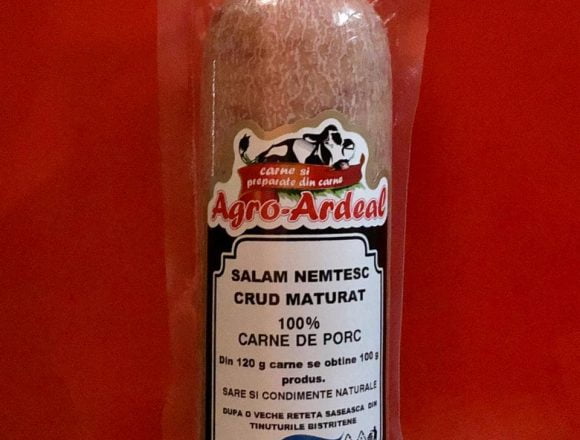 carne si
preparate din carne
Agro-Ardeal
SALAM NEMTESC
CRUD MATURAT
100%
CARNE DE PORC
Din 120 g carne se obtine 100 g
produs.
SARE SI CONDIMENTE NATURALE
DUPA O VECHE RETETA SASEASCA DIN
TINUTURILE BISTRITENE